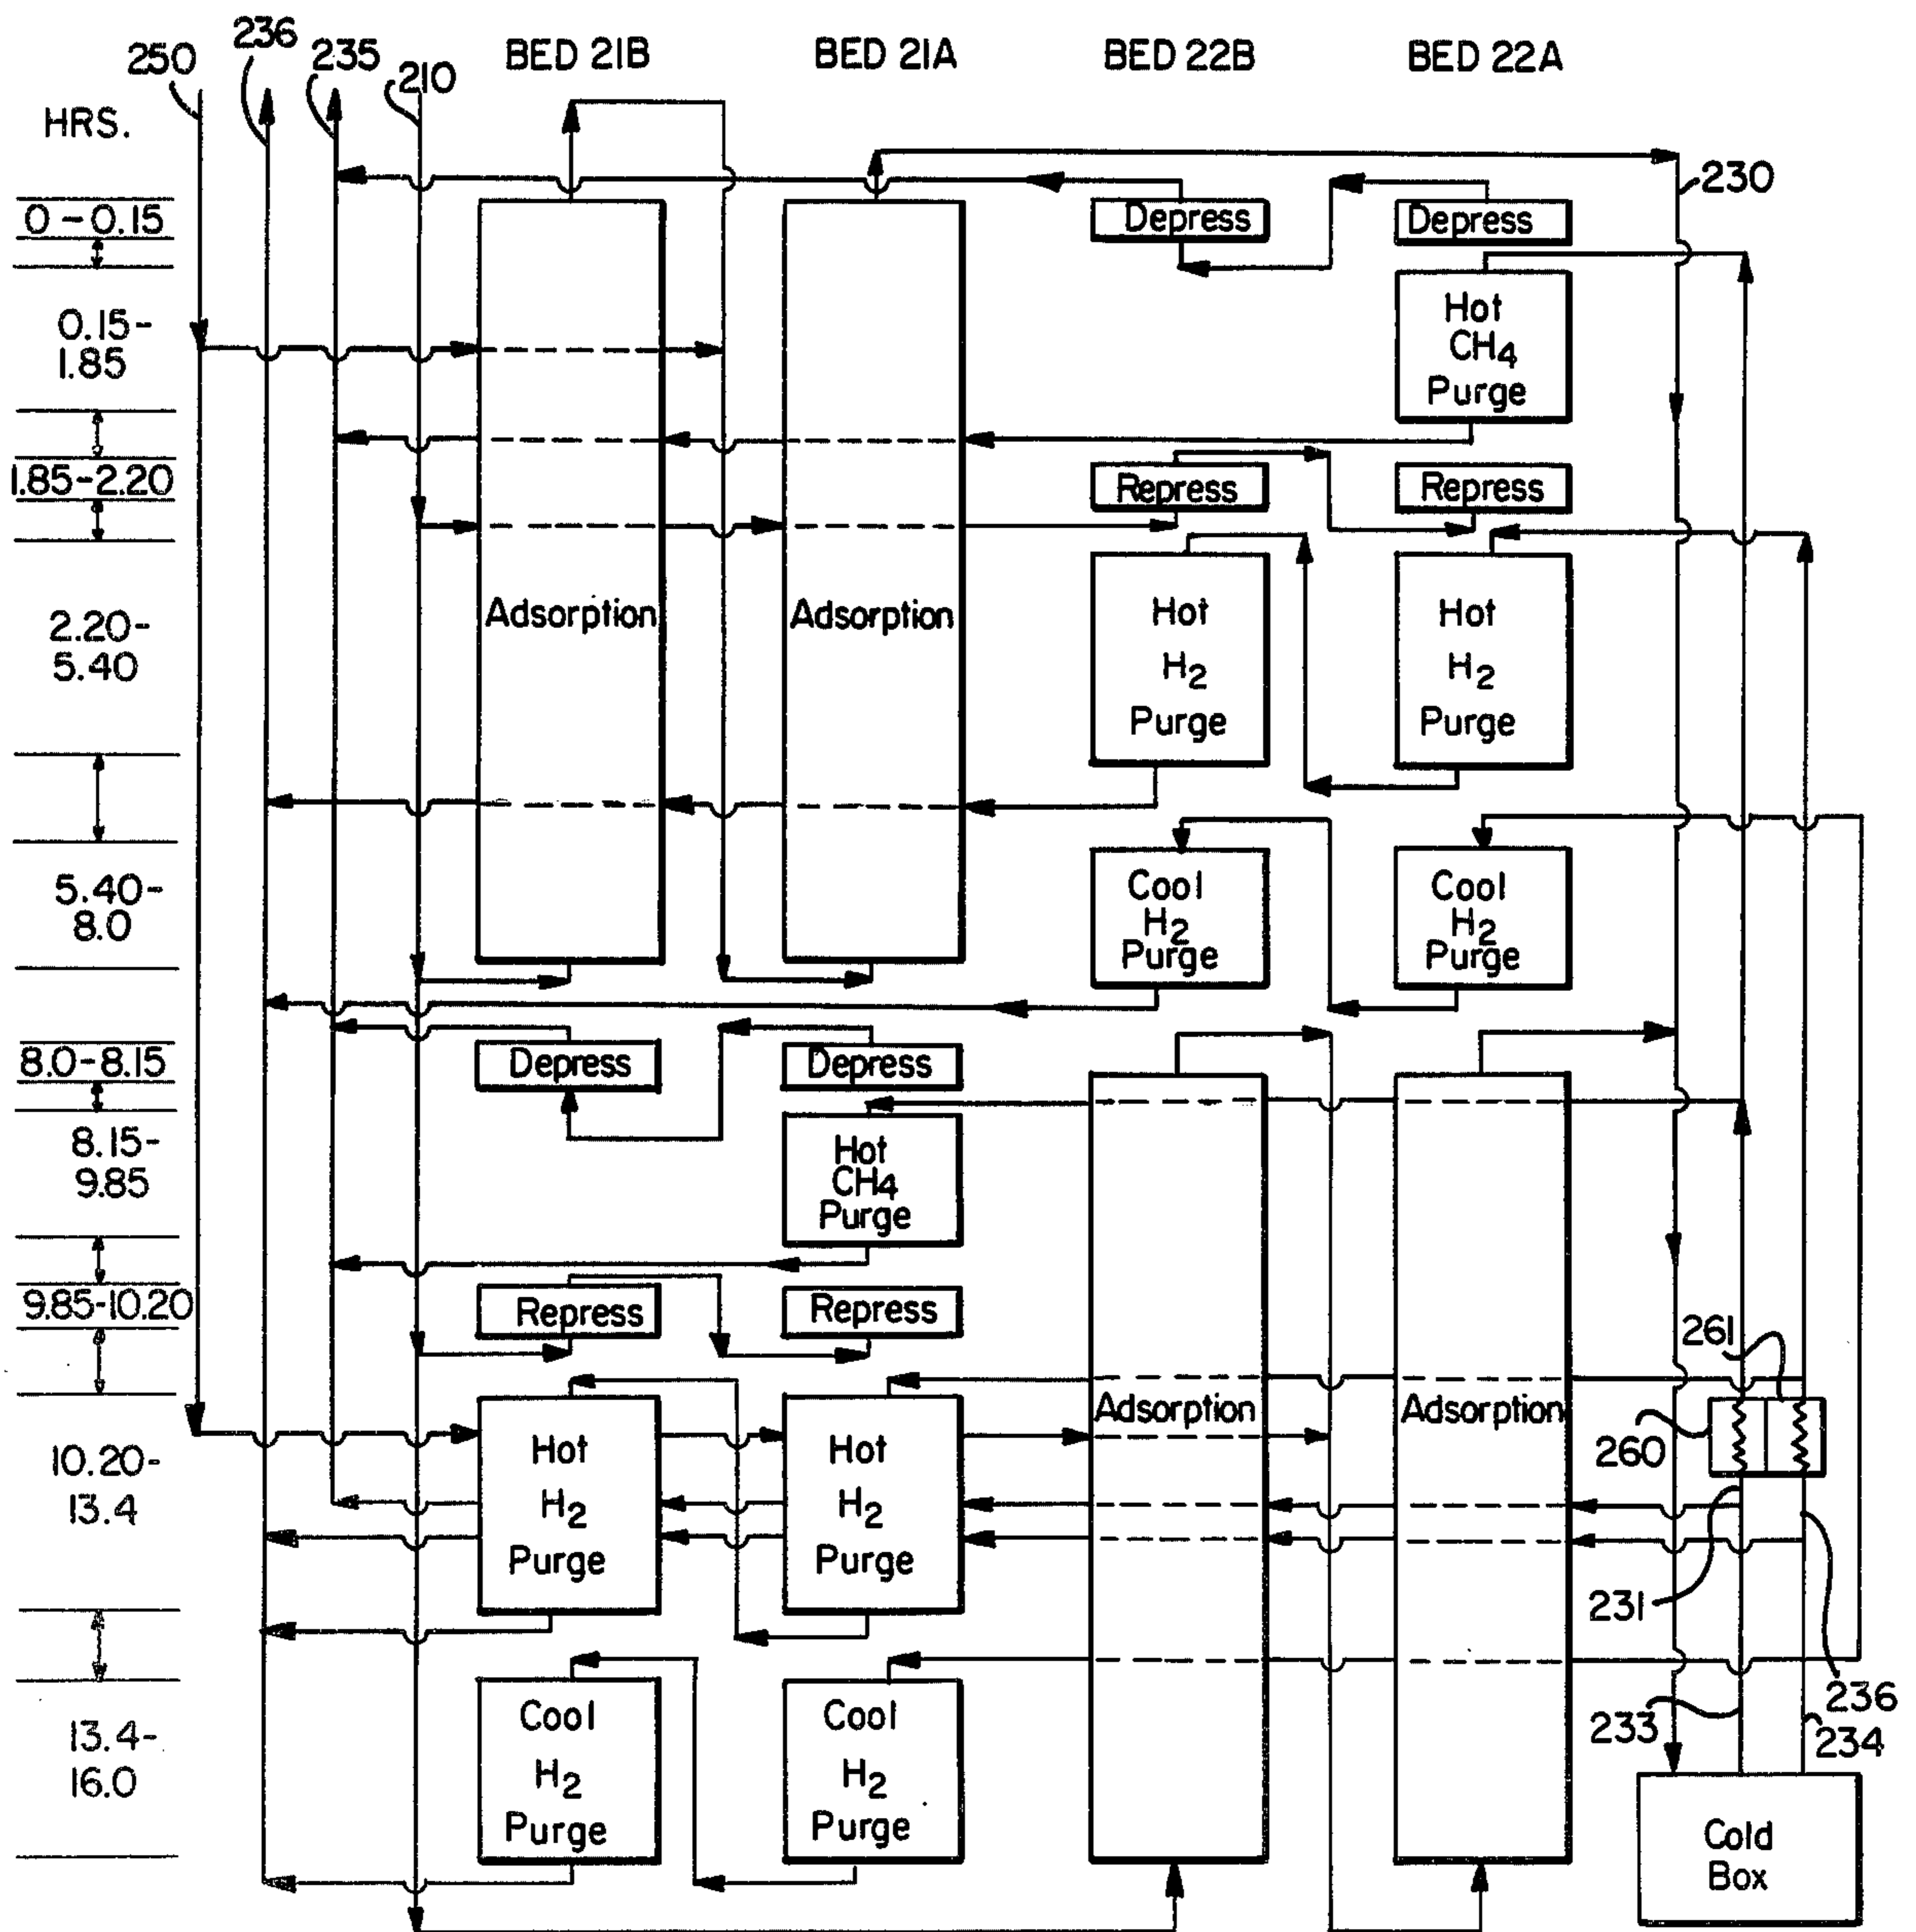 250
236
235
210
BED 21B
BED 21A
BED 22B
BED 22A
HRS.
230
0-0.15
Depress
Depress
0.15-
1.85
Hot
CH4
Purge
1.85-2.20
Repress
Repress
2.20-
5.40
Adsorption
Adsorption
Hot
H2
Purge
Hot
H2
Purge
5.40-
8.0
Cool
H2
Purge
Cool
H2
Purge
8.0-8.15
Depress
Depress
8.15-
9.85
Hot
CH4
Purge
9.85-10.20
Repress
Repress
261
260
10.20-
13.4
Hot
H2
Purge
Hot
H2
Purge
Adsorption
Adsorption
231
236
233
234
13.4-
16.0
Cool
H2
Purge
Cool
H2
Purge
Cold
Box